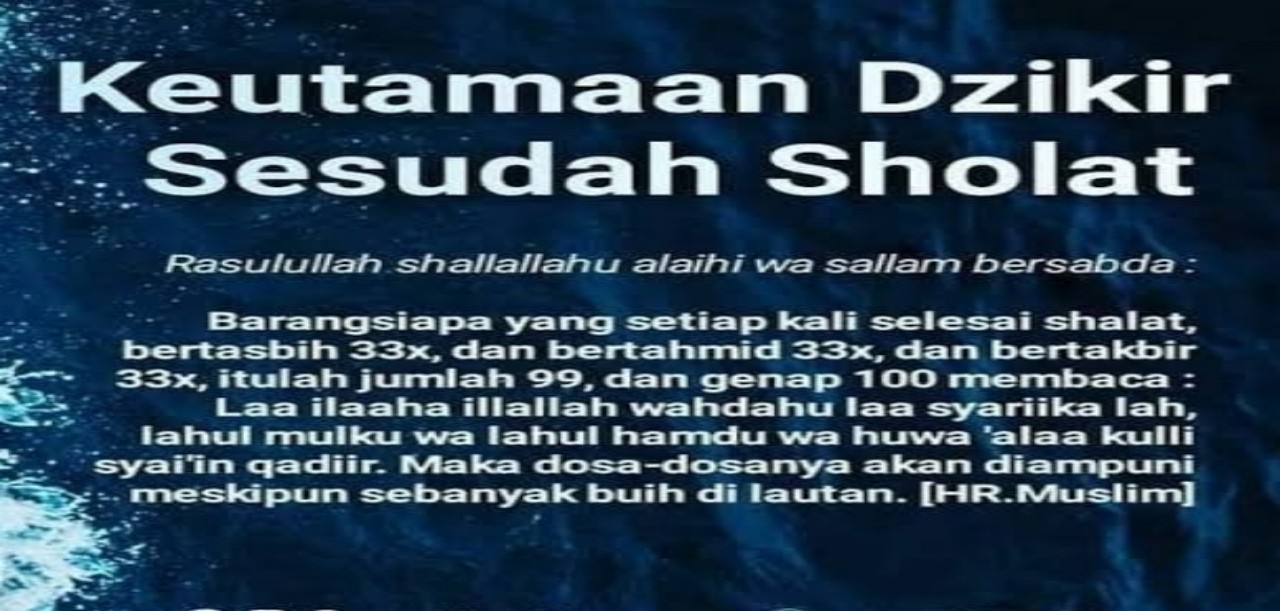 Keutamaan Dzikir
Sesudah Sholat
Rasulullah shallallahu alaihi wa sallam bersabda :
Barangsiapa yang setiap kali selesai shalat,
bertasbih 33x, dan bertahmid 33x, dan bertakbir
33x, itulah jumlah 99, dan genap 100 membaca :
Laa ilaaha illallah wahdahu laa syariika lah,
lahul mulku wa lahul hamdu wa huwa 'alaa kulli
syai'in qadiir. Maka dosa-dosanya akan diampuni
meskipun sebanyak buih di lautan. [HR.Muslim]